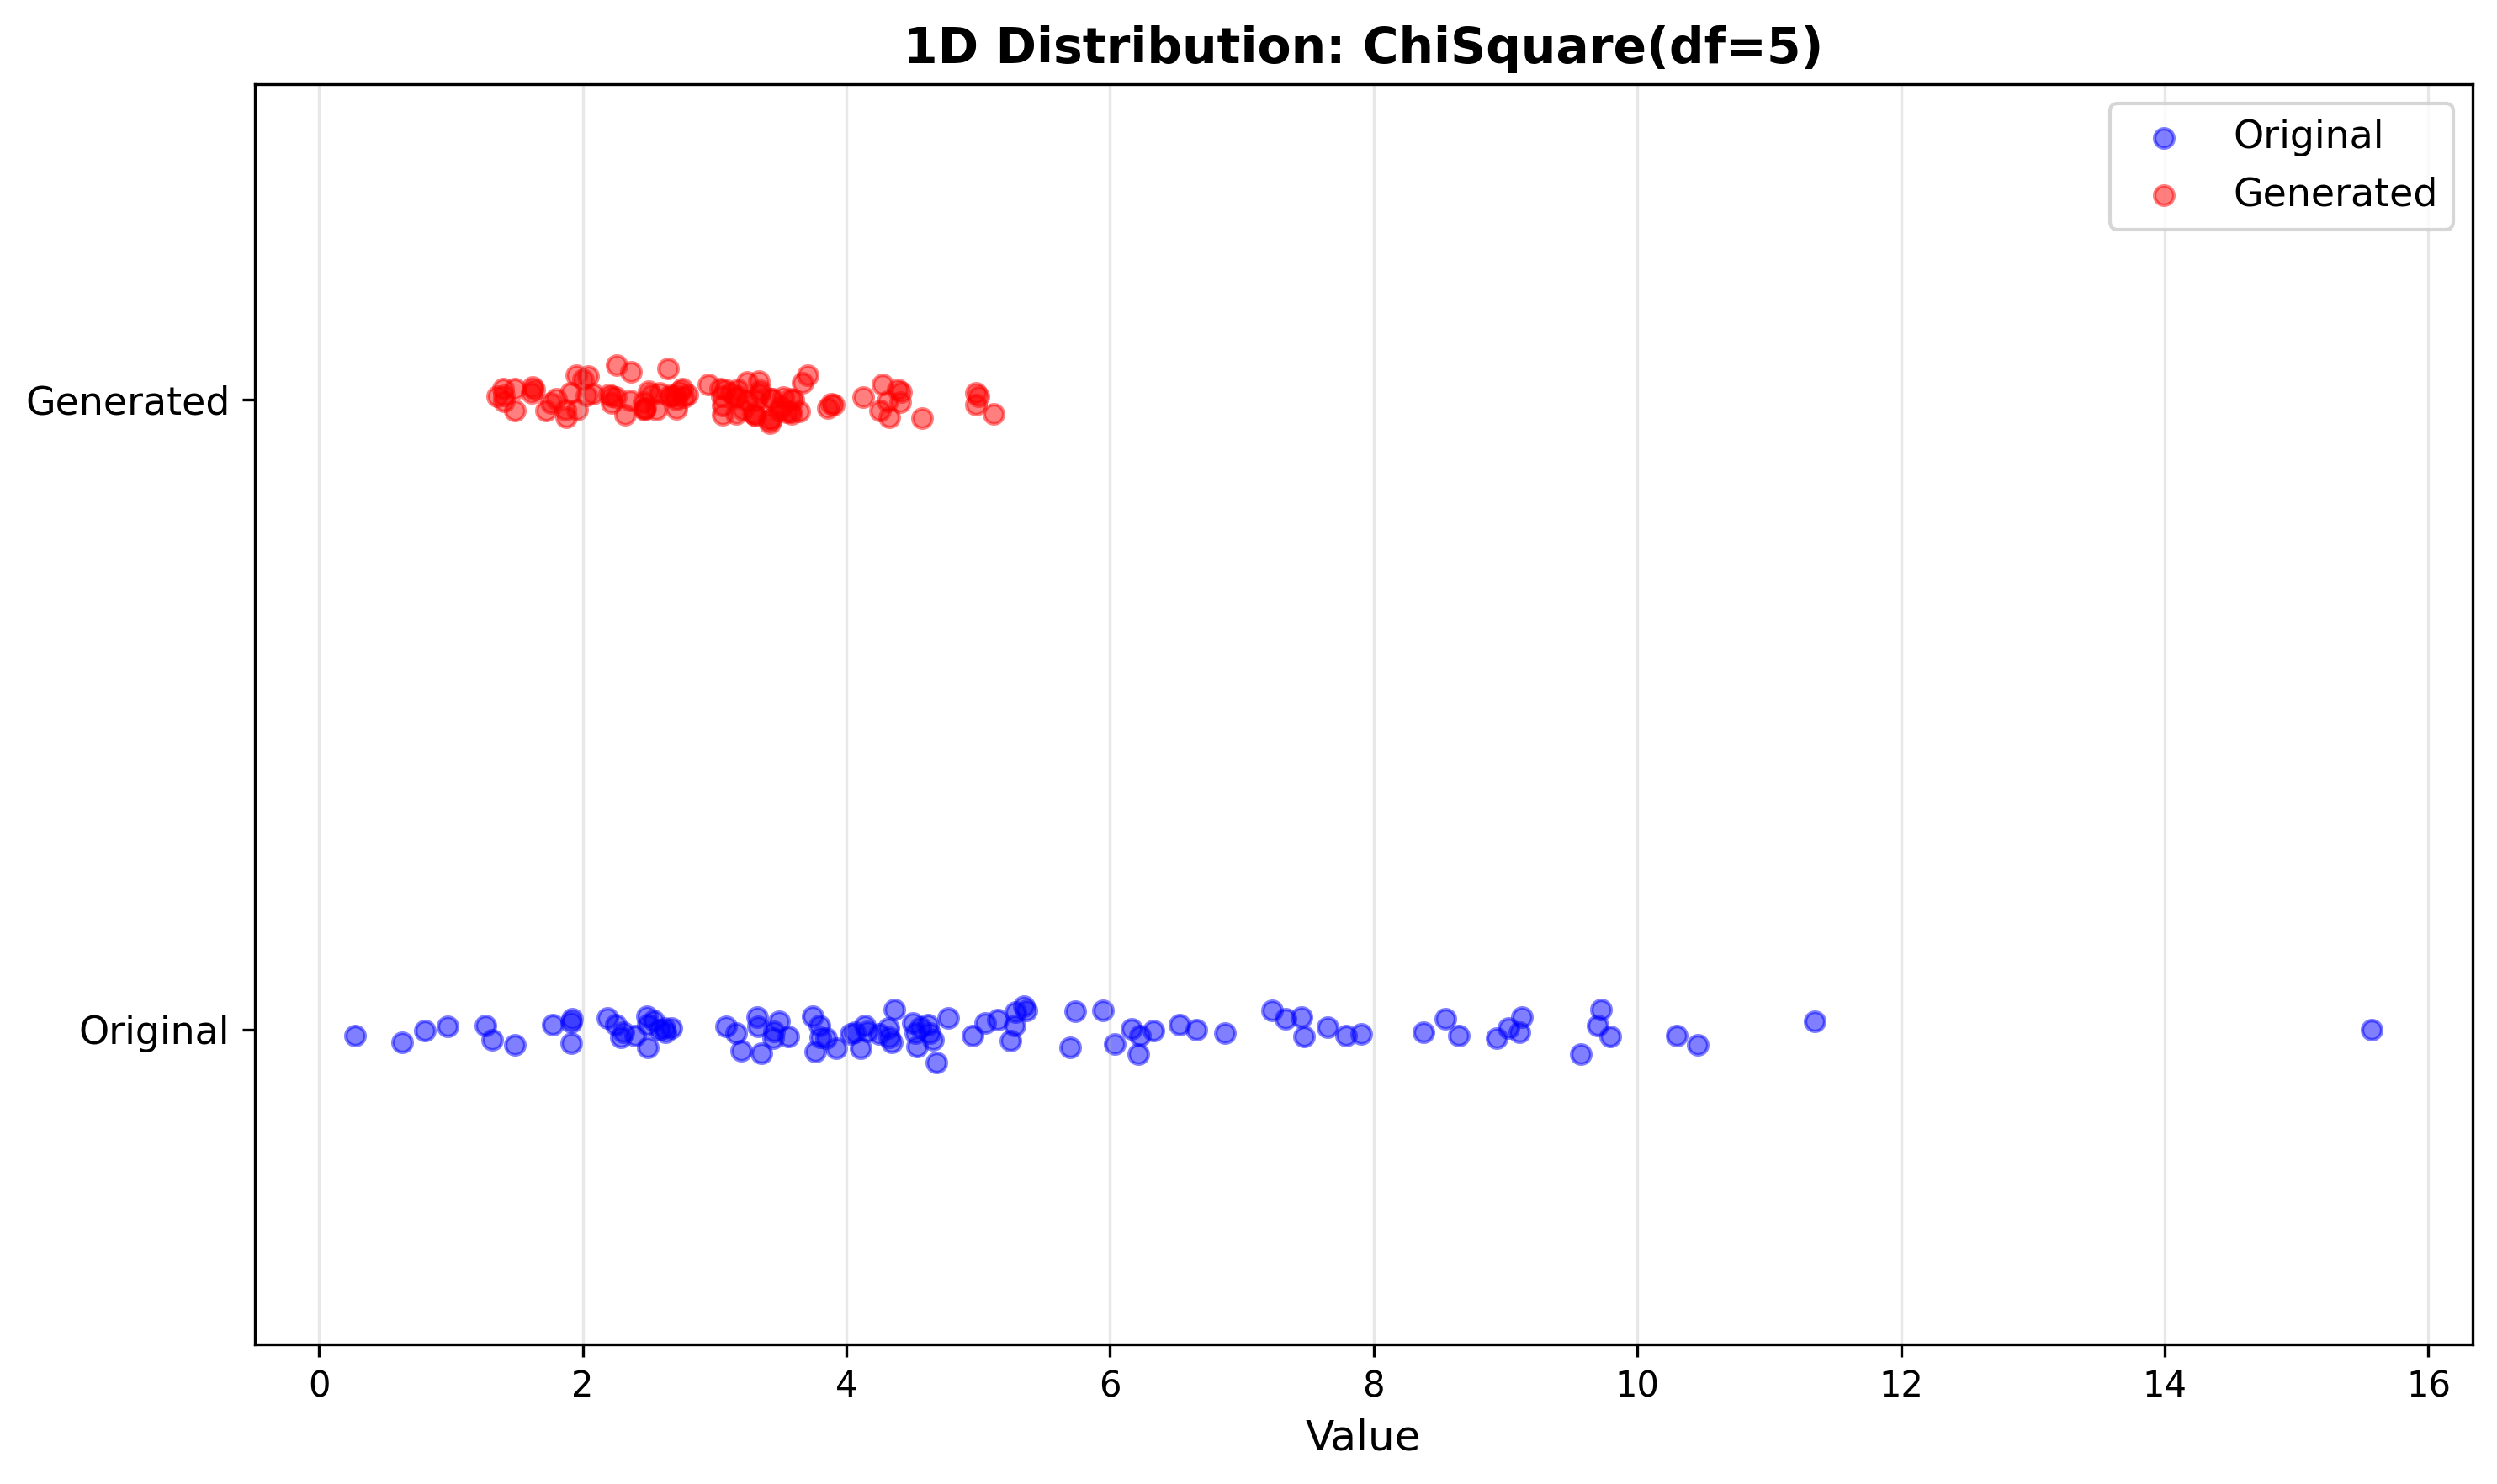 1D Distribution: ChiSquare(df=5)
Original
Generated
Generated
Original
0 2 4 6 8 10 12 14 16
Value